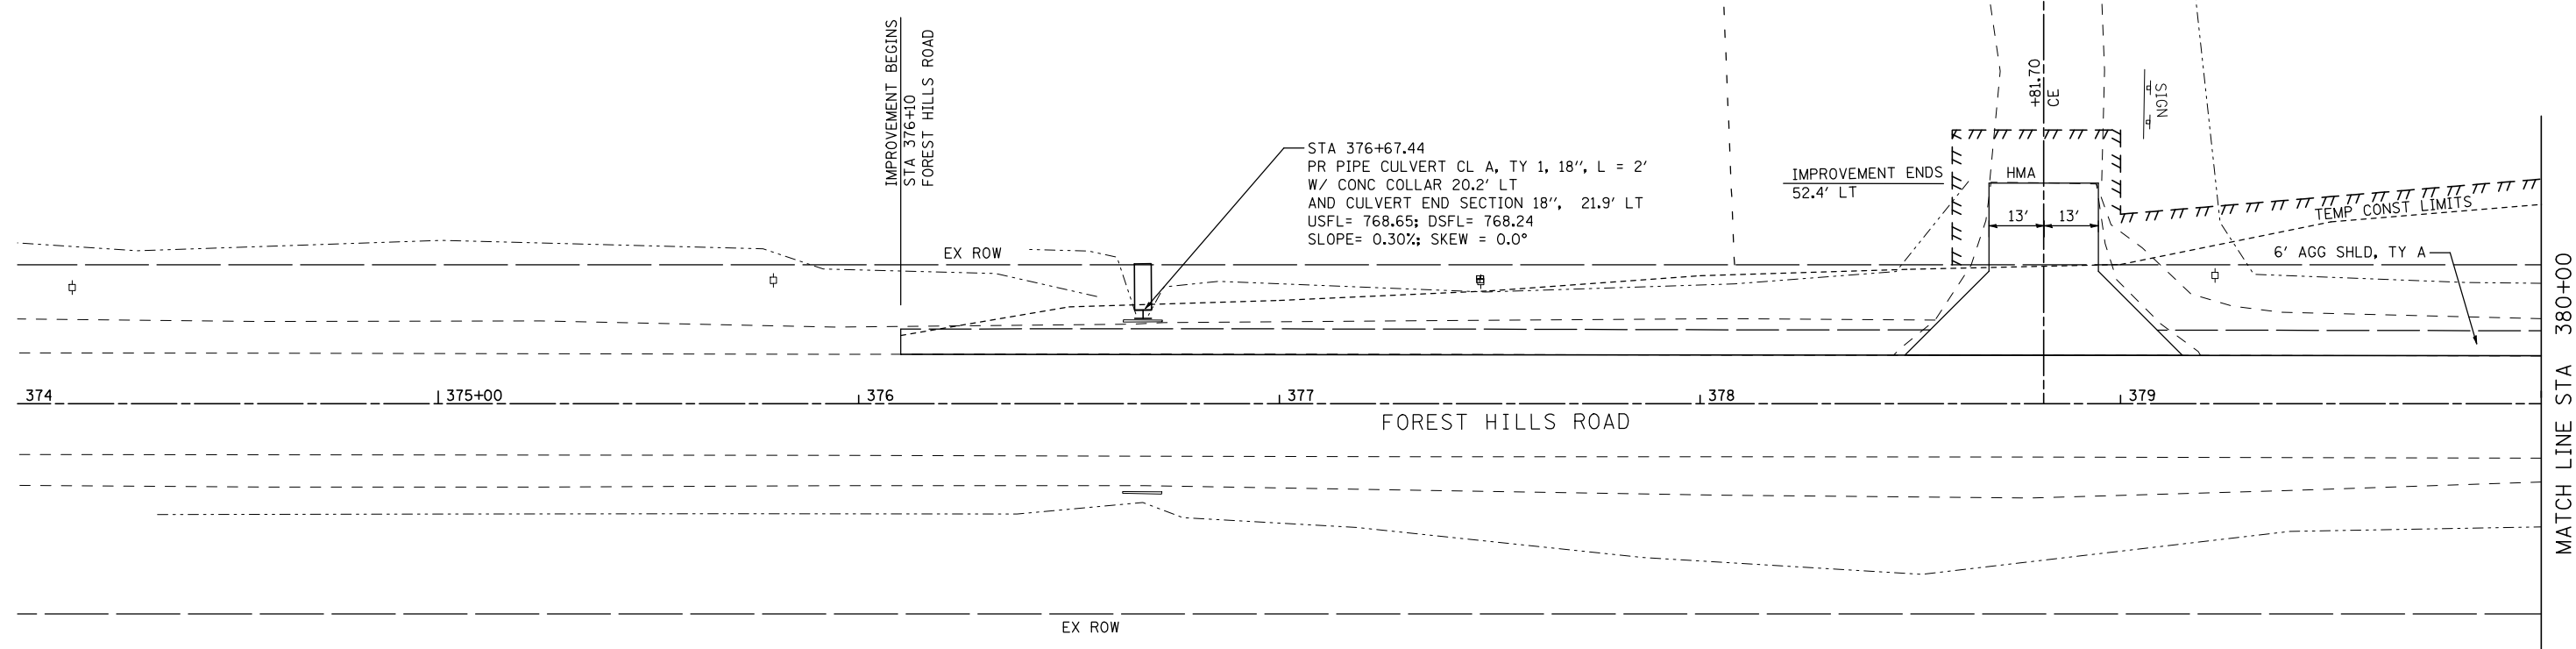 IMPROVEMENT BEGINS
STA 376+10
FOREST HILLS ROAD
STA 376+67.44
PR PIPE CULVERT CL A, TY 1, 18", L = 2'
W/ CONC COLLAR 20.2' LT
AND CULVERT END SECTION 18", 21.9' LT
USFL= 768.65; DSFL= 768.24
SLOPE= 0.30%; SKEW = 0.0°
+81.70
CE
SIGN
IMPROVEMENT ENDS
52.4' LT
HMA
13' 13'
TEMP CONST LIMITS
EX ROW
6' AGG SHLD, TY A
374 375+00 376 377 378 379
FOREST HILLS ROAD
EX ROW
MATCH LINE STA 380+00